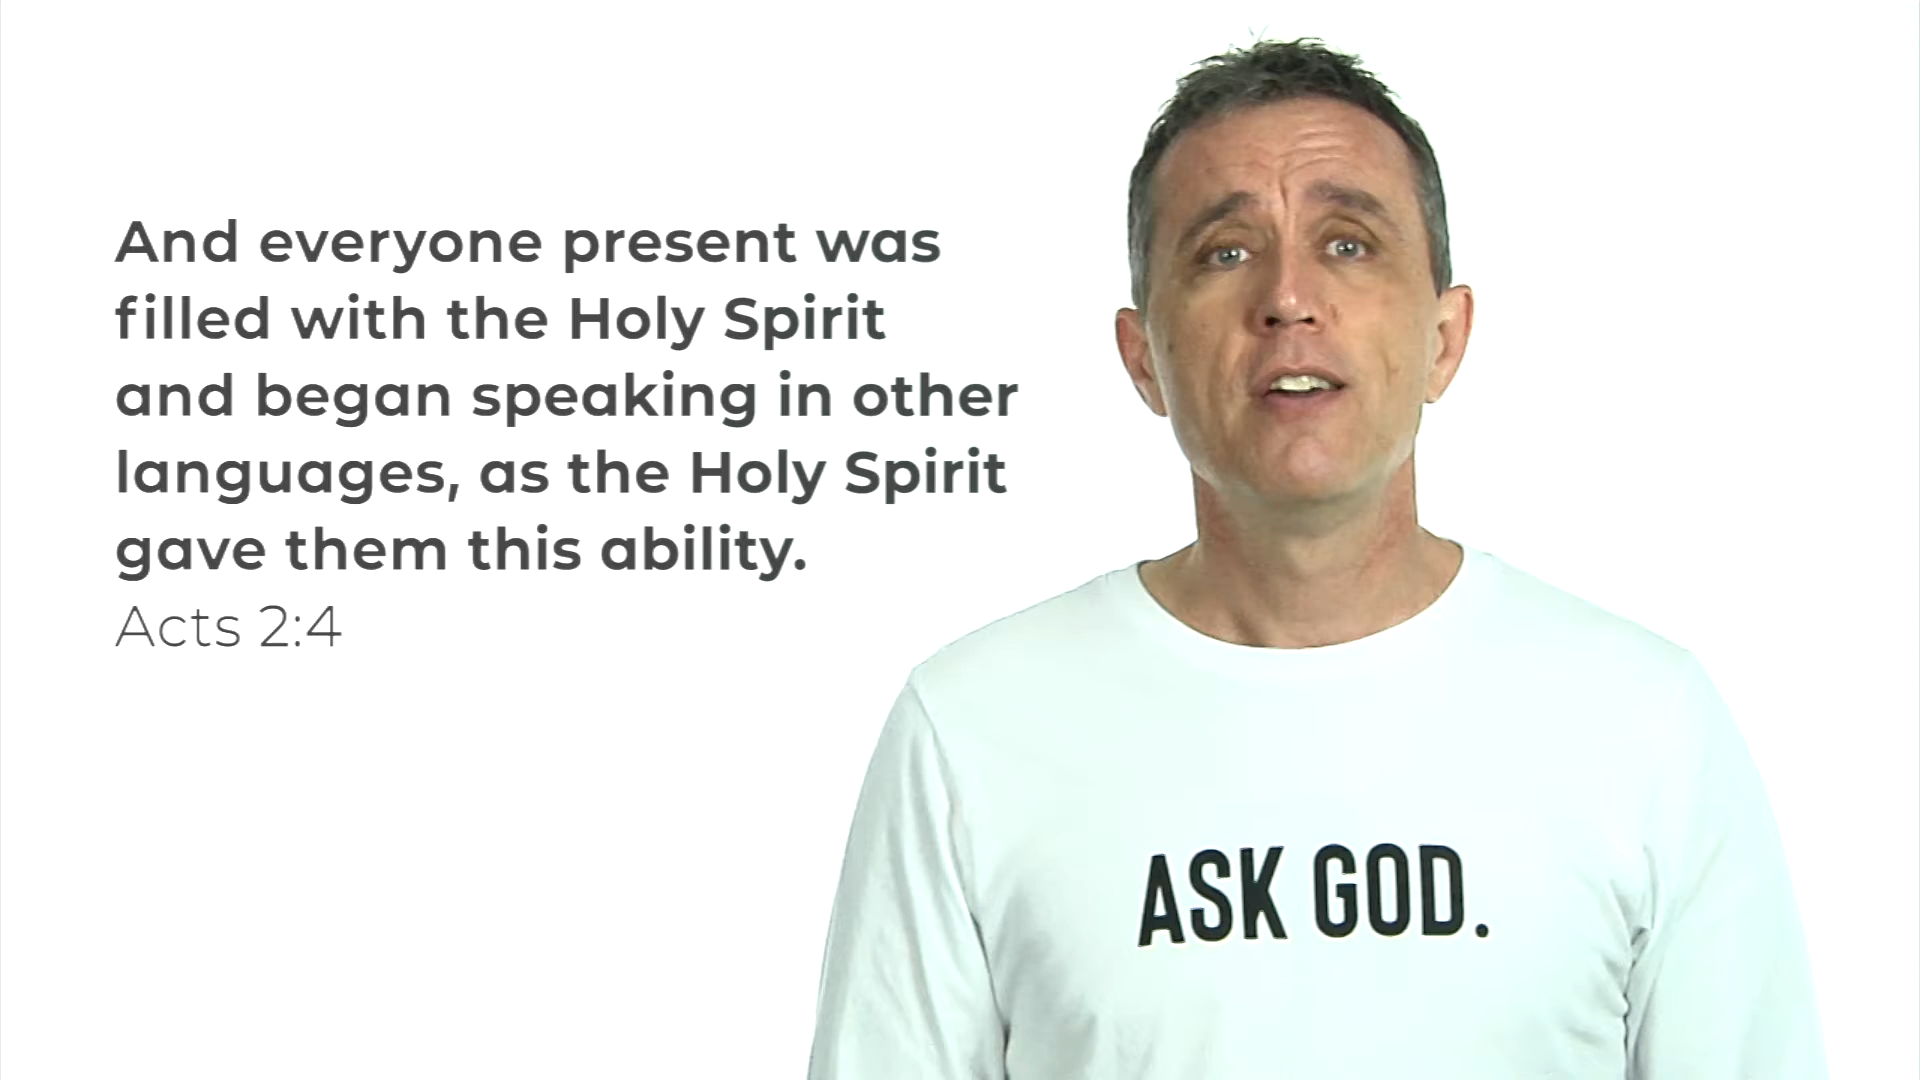 And everyone present was
filled with the Holy Spirit
and began speaking in other
languages, as the Holy Spirit
gave them this ability.
Acts 2:4
ASK GOD.